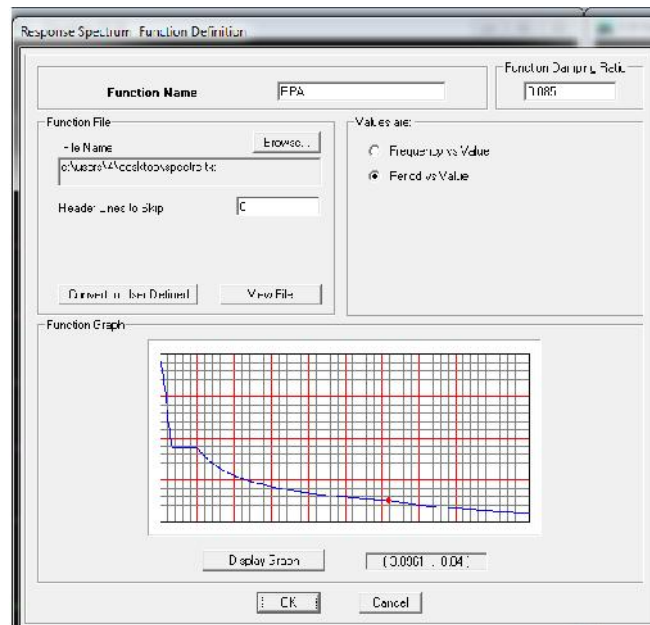 Response Spectrum Function Definition
Function Damping Ratio
Function Name
EPA
0.085
Function File
Values are:
File Name
Browse...
Frequency vs Value
Period vs Value
Header Lines to Skip
0
Convert to User Defined
View File
Function Graph
Display Graph
OK
Cancel